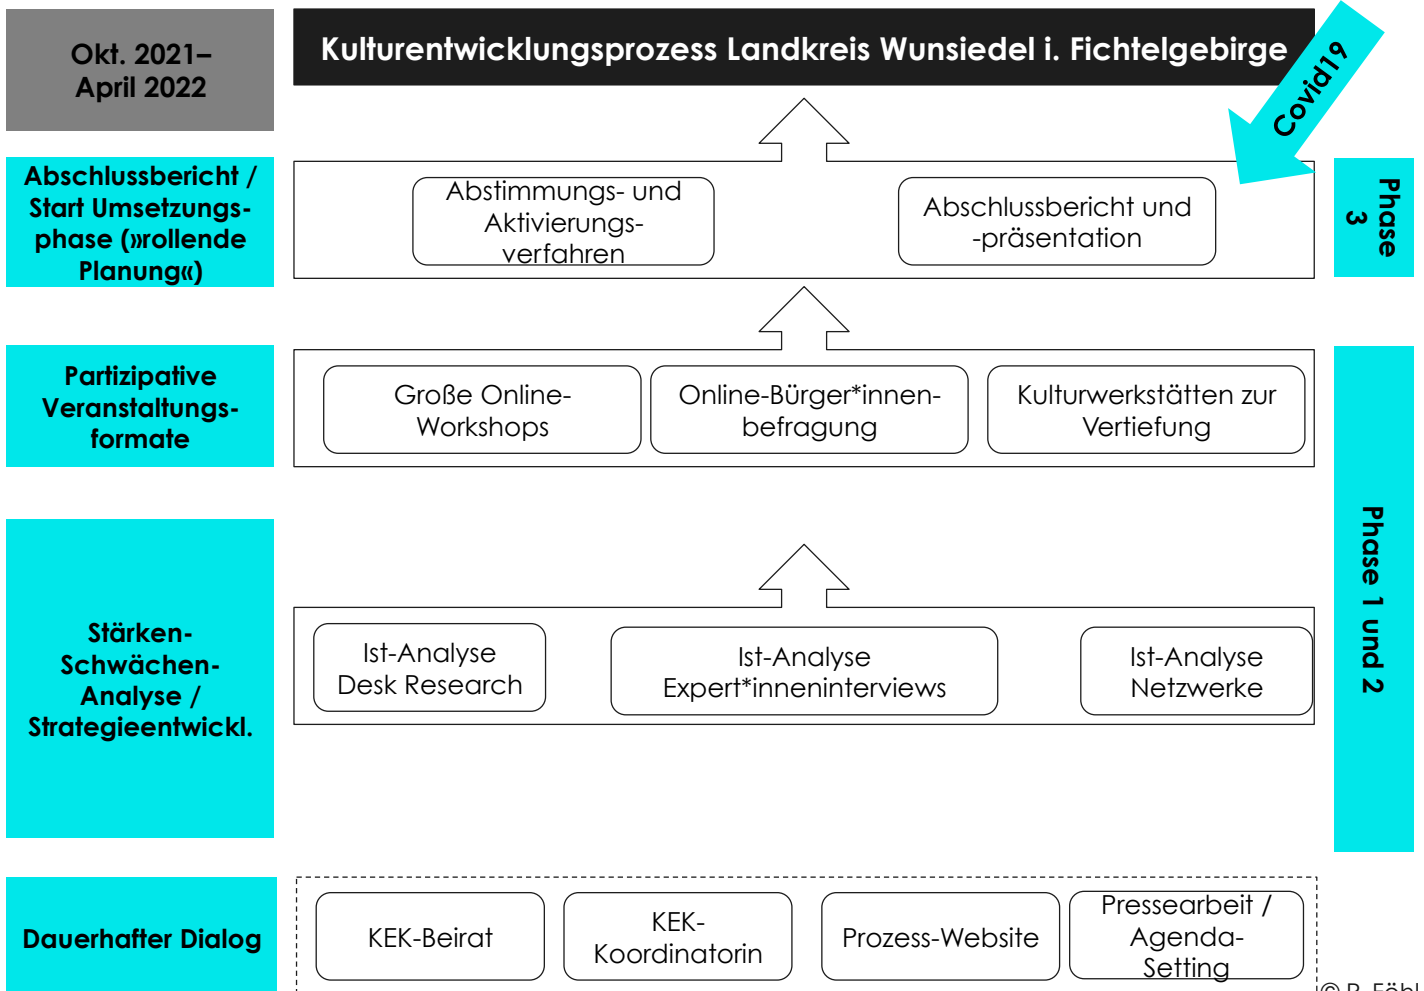 Okt. 2021–
April 2022
Kulturentwicklungsprozess Landkreis Wunsiedel i. Fichtelgebirge
Covid19
Abschlussbericht /
Start Umsetzungs-
phase (»rollende
Planung«)
Abstimmungs- und
Aktivierungs-
verfahren
Abschlussbericht und
-präsentation
Phase
3
Partizipative
Veranstaltungs-
formate
Große Online-
Workshops
Online-Bürger*innen-
befragung
Kulturwerkstätten zur
Vertiefung
Phase 1 und 2
Stärken-
Schwächen-
Analyse /
Strategieentwickl.
Ist-Analyse
Desk Research
Ist-Analyse
Expert*inneninterviews
Ist-Analyse
Netzwerke
Dauerhafter Dialog
KEK-Beirat
KEK-
Koordinatorin
Prozess-Website
Pressearbeit /
Agenda-
Setting